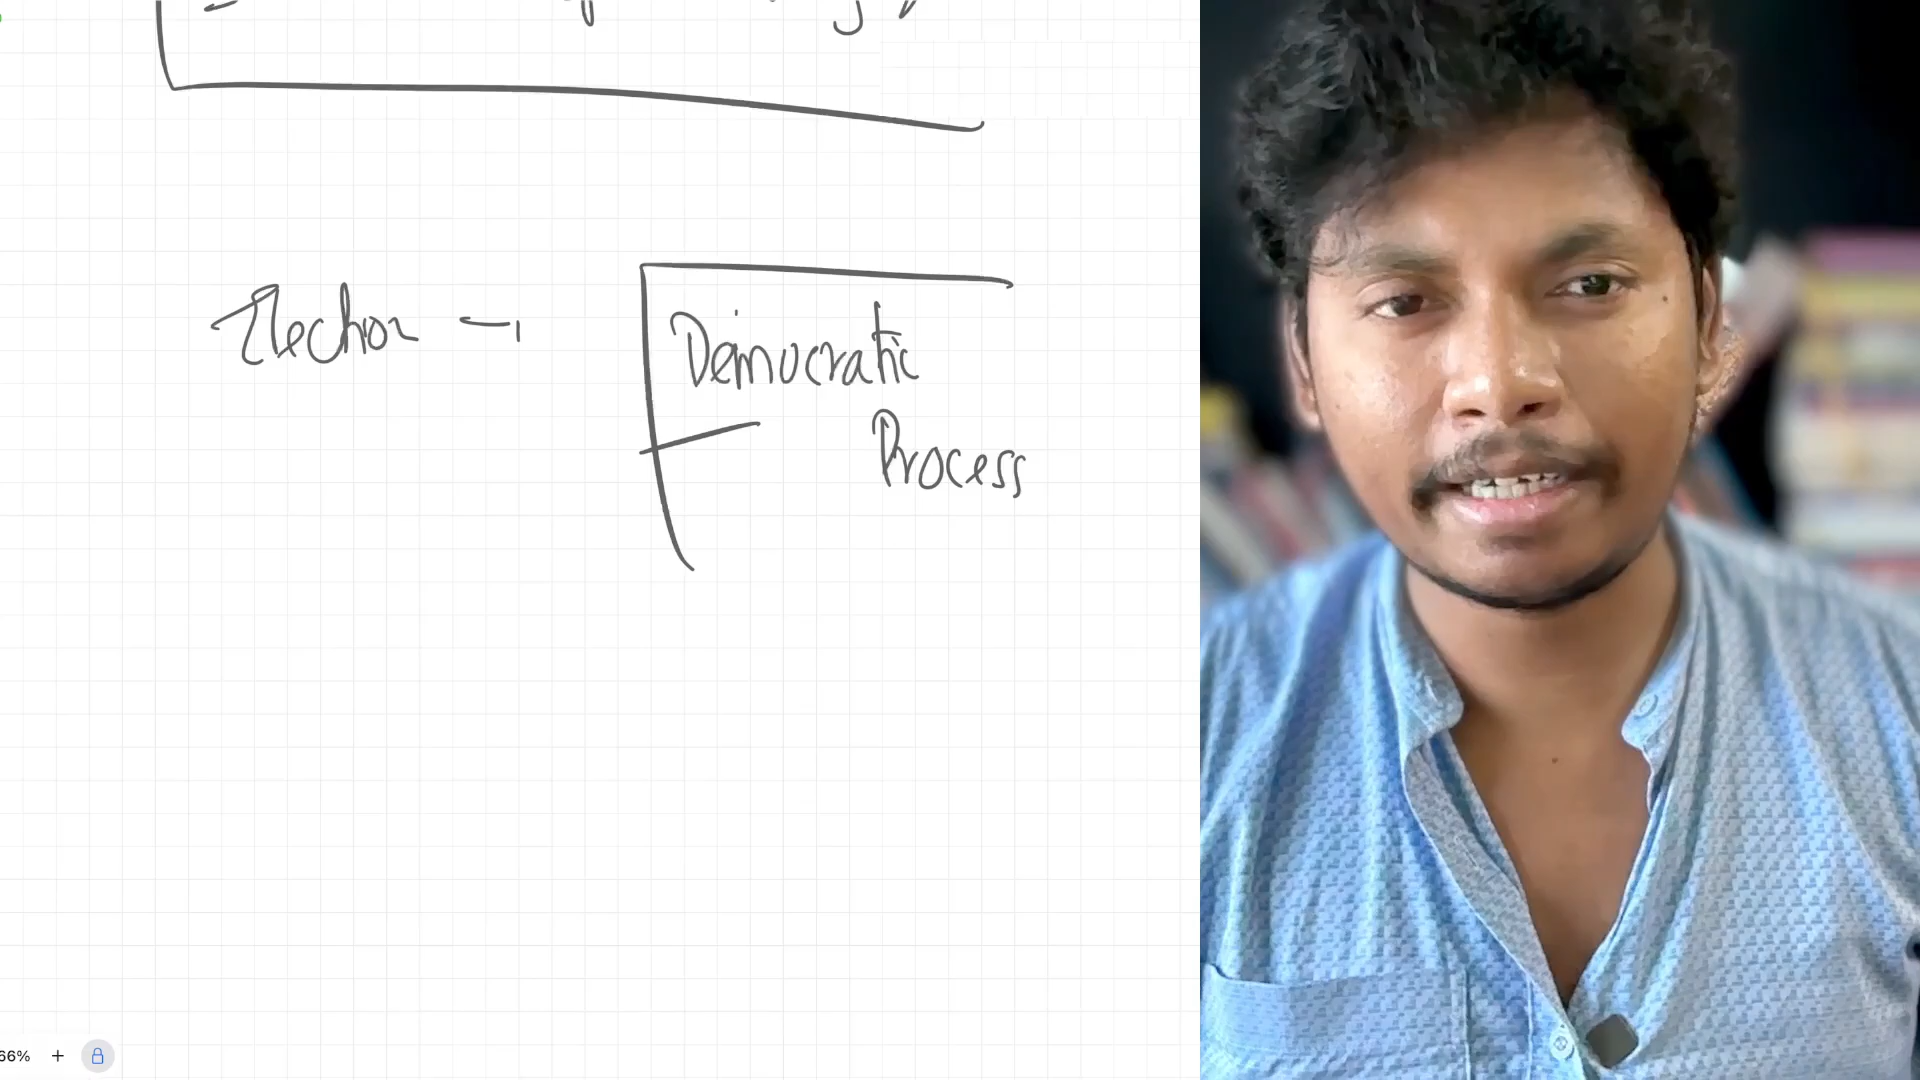 Election →
Democratic
Process
66% +